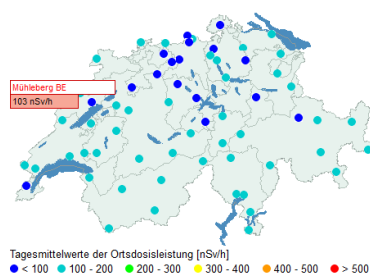 Mühleberg BE
103 nSv/h
Tagesmittelwerte der Ortsdosisleistung [nSv/h]
< 100 100 - 200 200 - 300 300 - 400 400 - 500 > 500